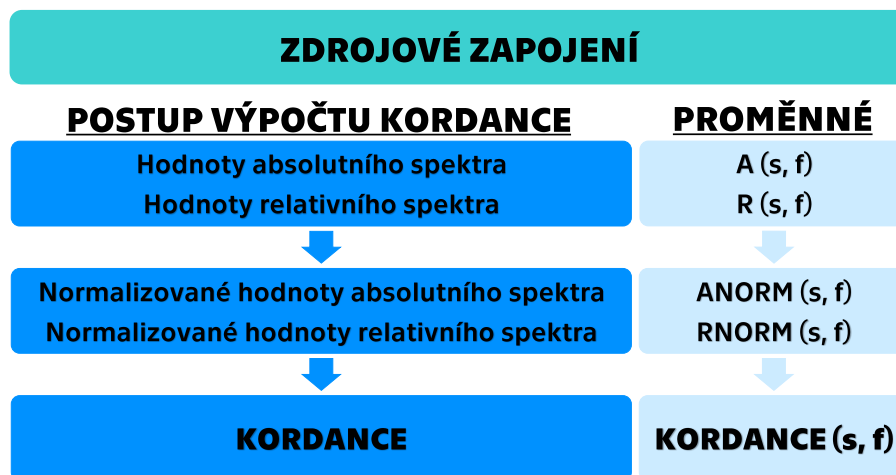 ZDROJOVÉ ZAPOJENÍ
POSTUP VÝPOČTU KORDANCE
PROMĚNNÉ
Hodnoty absolutního spektra
A (s, f)
Hodnoty relativního spektra
R (s, f)
Normalizované hodnoty absolutního spektra
ANORM (s, f)
Normalizované hodnoty relativního spektra
RNORM (s, f)
KORDANCE
KORDANCE (s, f)